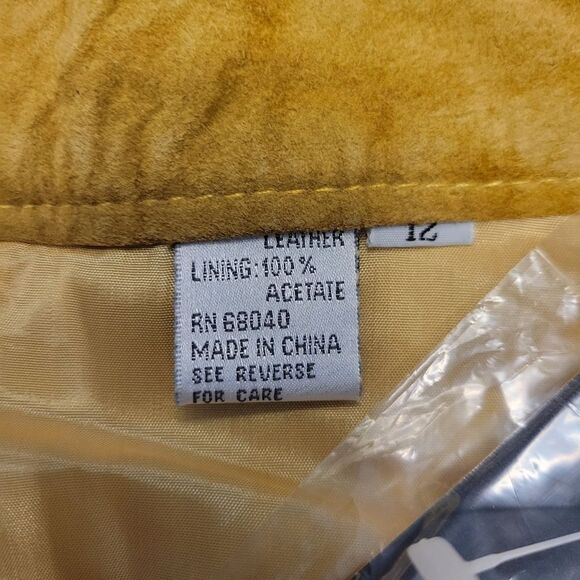 LEATHER
LINING: 100%
ACETATE
RN 68040
MADE IN CHINA
SEE REVERSE
FOR CARE
12